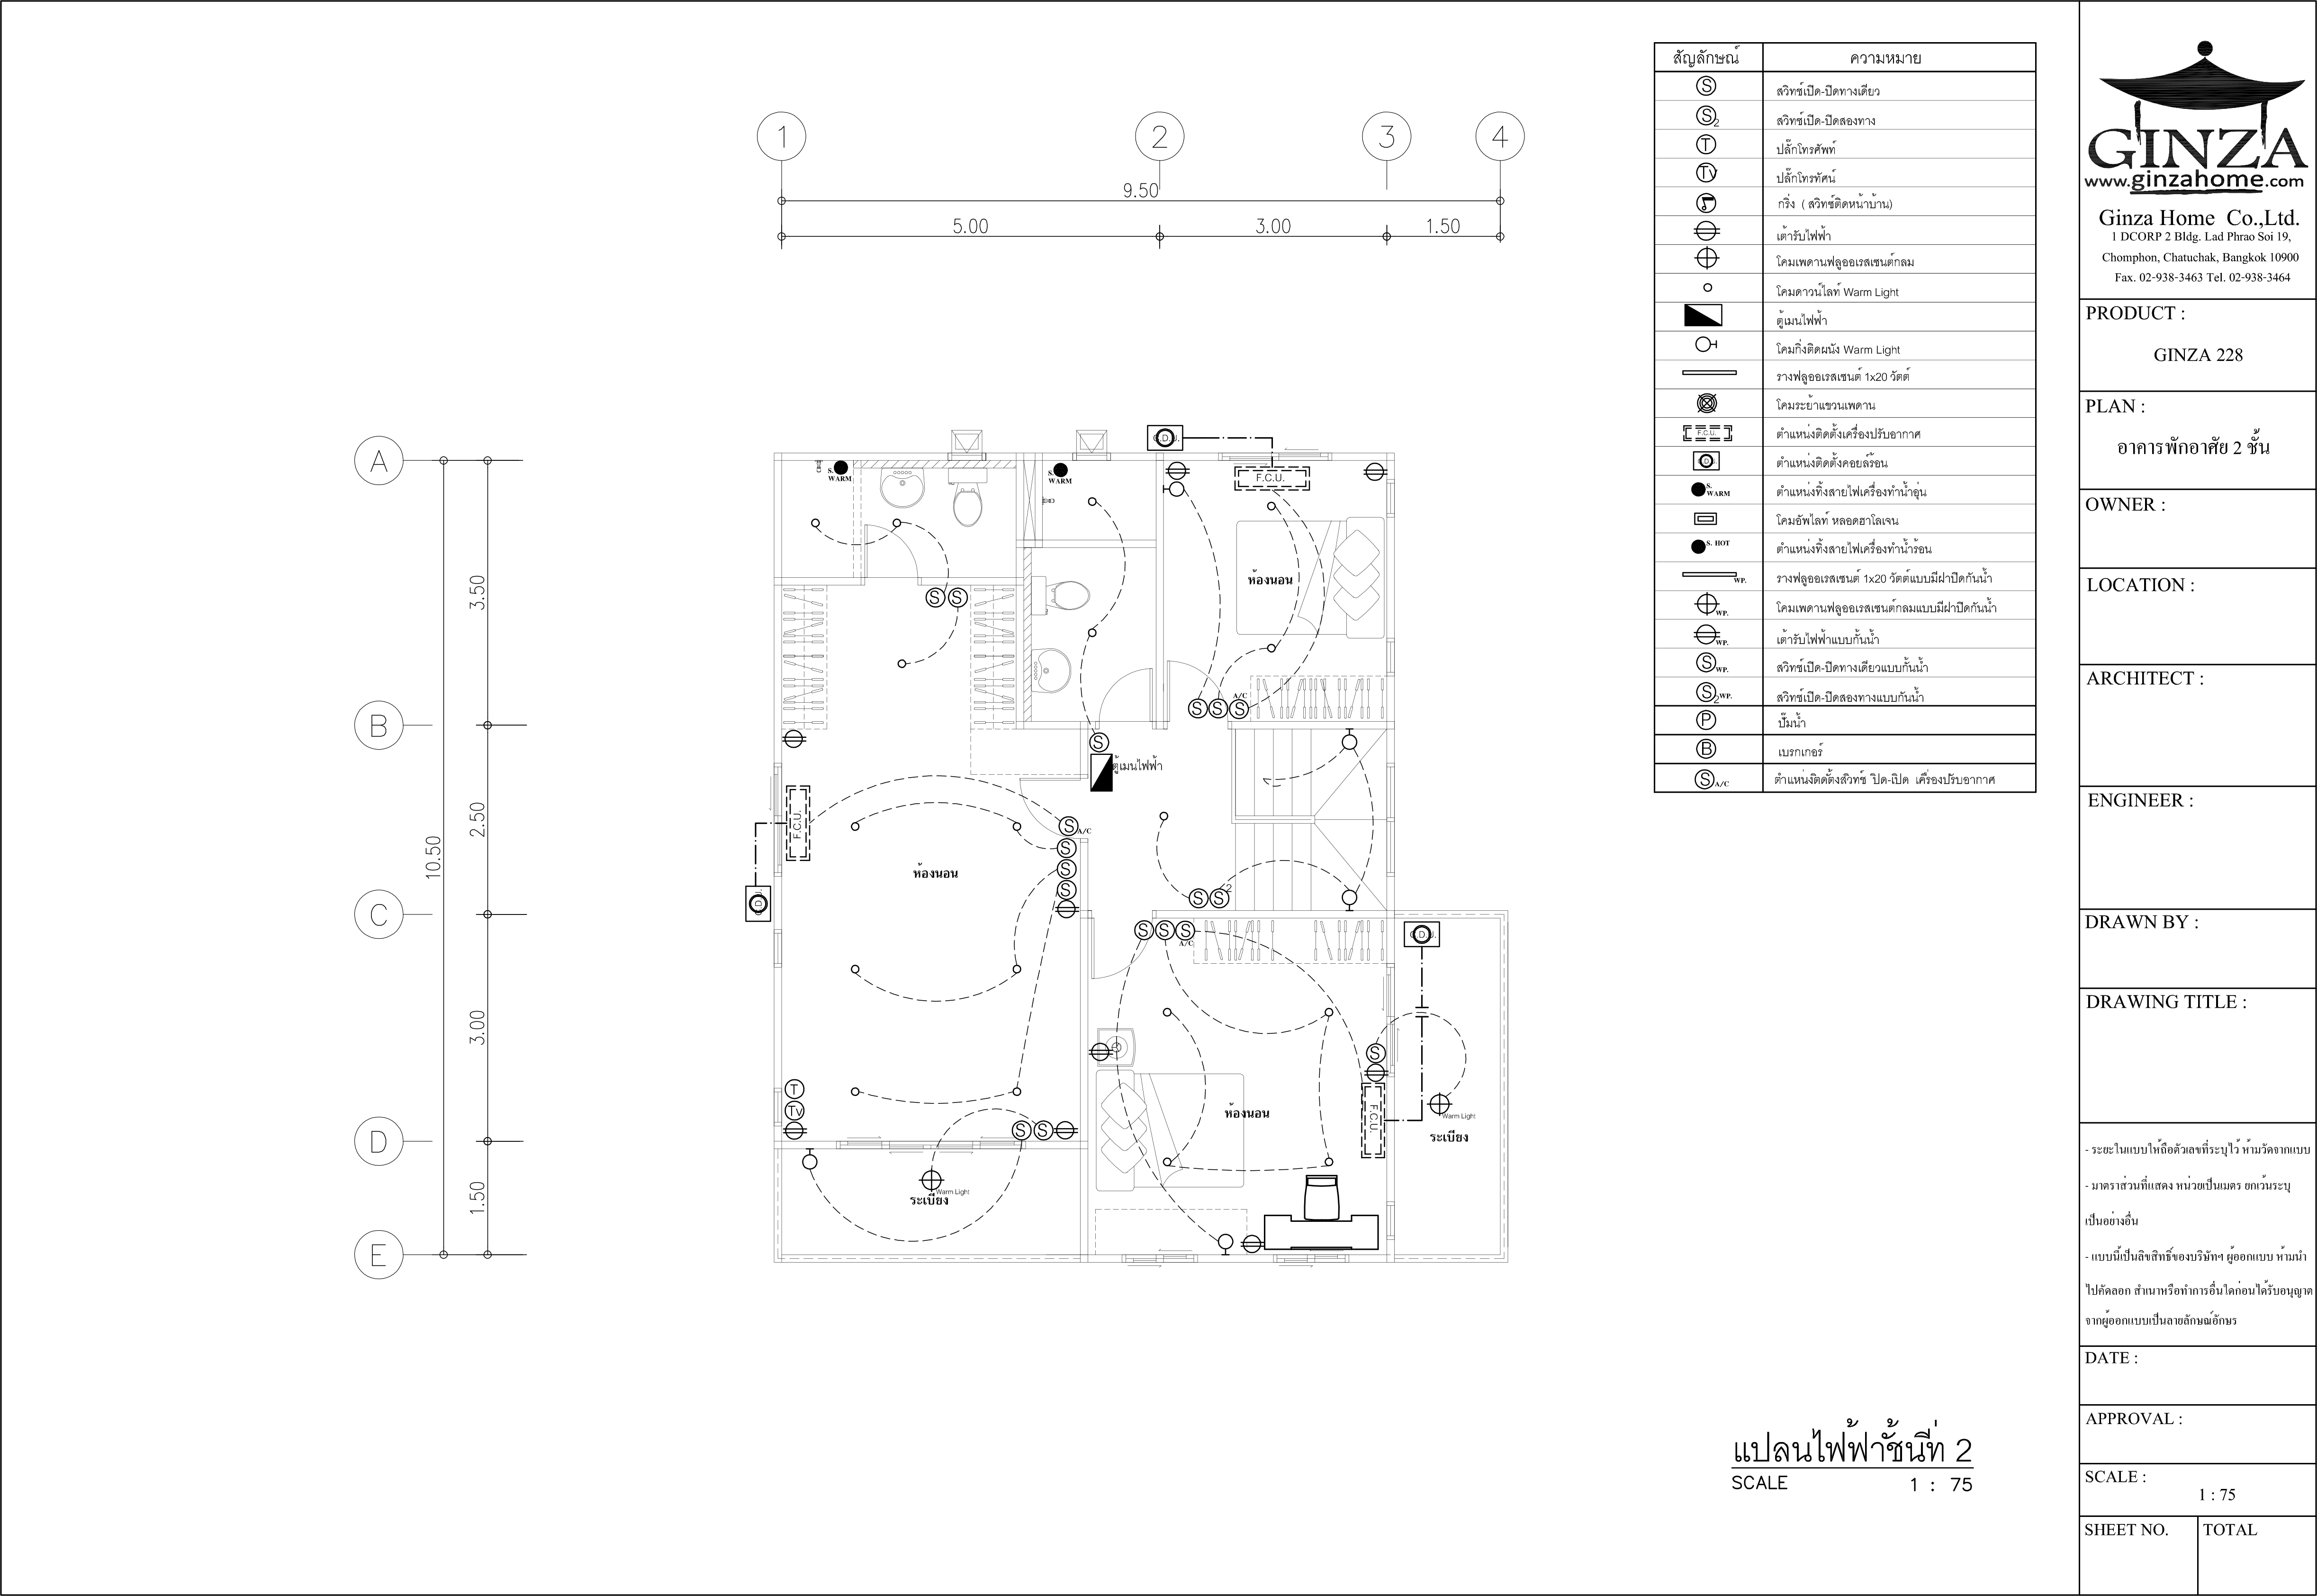 1
2
3
4
9.50
5.00
3.00
1.50
A
B
C
D
E
3.50
2.50
10.50
3.00
1.50
C.D.U.
S.
WARM
S.
WARM
F.C.U.
ห้องนอน
S
S
S
S
S
A/C
S
ตู้เมนไฟฟ้า
F.C.U.
C.D.U.
S
A/C
S
S
S
ห้องนอน
S
S
2
S
S
S
A/C
C.D.U.
S
T
TV
S
S
F.C.U.
ห้องนอน
Warm Light
ระเบียง
Warm Light
ระเบียง
สัญลักษณ์ ความหมาย
S สวิทซ์เปิด-ปิดทางเดียว
S2 สวิทซ์เปิด-ปิดสองทาง
T ปลั๊กโทรศัพท์
TV ปลั๊กโทรทัศน์
กริ่ง ( สวิทซ์ติดหน้าบ้าน)
เต้ารับไฟฟ้า
โคมเพดานฟลูออเรสเซนต์กลม
โคมดาวน์ไลท์ Warm Light
ตู้เมนไฟฟ้า
โคมกิ่งติดผนัง Warm Light
รางฟลูออเรสเซนต์ 1x20 วัตต์
โคมระย้าแขวนเพดาน
F.C.U. ตำแหน่งติดตั้งเครื่องปรับอากาศ
C.D.U. ตำแหน่งติดตั้งคอยล์ร้อน
S. WARM ตำแหน่งทิ้งสายไฟเครื่องทำน้ำอุ่น
โคมอัพไลท์ หลอดฮาโลเจน
S. HOT ตำแหน่งทิ้งสายไฟเครื่องทำน้ำร้อน
WP. รางฟลูออเรสเซนต์ 1x20 วัตต์แบบมีฝาปิดกันน้ำ
WP. โคมเพดานฟลูออเรสเซนต์กลมแบบมีฝาปิดกันน้ำ
WP. เต้ารับไฟฟ้าแบบกันน้ำ
S WP. สวิทซ์เปิด-ปิดทางเดียวแบบกันน้ำ
S2 WP. สวิทซ์เปิด-ปิดสองทางแบบกันน้ำ
P ปั๊มน้ำ
B เบรกเกอร์
S A/C ตำแหน่งติดตั้งสวิทซ์ ปิด-เปิด เครื่องปรับอากาศ
แปลนไฟฟ้าชั้นที่ 2
SCALE 1 : 75
GINZA
www.ginzahome.com
Ginza Home Co.,Ltd.
1 DCORP 2 Bldg. Lad Phrao Soi 19,
Chomphon, Chatuchak, Bangkok 10900
Fax. 02-938-3463 Tel. 02-938-3464
PRODUCT :
GINZA 228
PLAN :
อาคารพักอาศัย 2 ชั้น
OWNER :
LOCATION :
ARCHITECT :
ENGINEER :
DRAWN BY :
DRAWING TITLE :
- ระยะในแบบให้ถือตัวเลขที่ระบุไว้ ห้ามวัดจากแบบ
- มาตราส่วนที่แสดง หน่วยเป็นเมตร ยกเว้นระบุ
เป็นอย่างอื่น
- แบบนี้เป็นลิขสิทธิ์ของบริษัทฯ ผู้ออกแบบ ห้ามนำ
ไปคัดลอก สำเนาหรือทำการอื่นใดก่อนได้รับอนุญาต
จากผู้ออกแบบเป็นลายลักษณ์อักษร
DATE :
APPROVAL :
SCALE :
1 : 75
SHEET NO. TOTAL